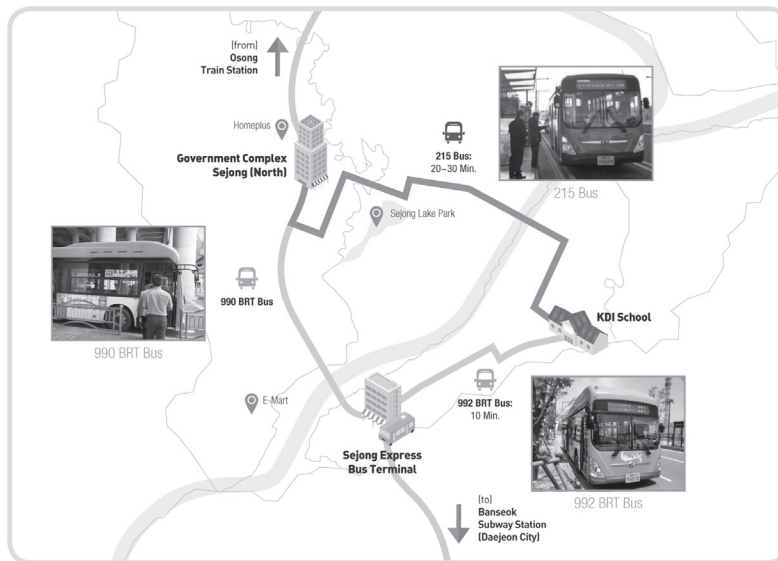 (from)
Osong
Train Station
Homeplus
Government Complex
Sejong (North)
215 Bus:
20~30 Min.
215 Bus
Sejong Lake Park
990 BRT Bus
990 BRT Bus
KDI School
E-Mart
992 BRT Bus:
10 Min.
Sejong Express
Bus Terminal
(to)
Banseok
Subway Station
(Daejeon City)
992 BRT Bus